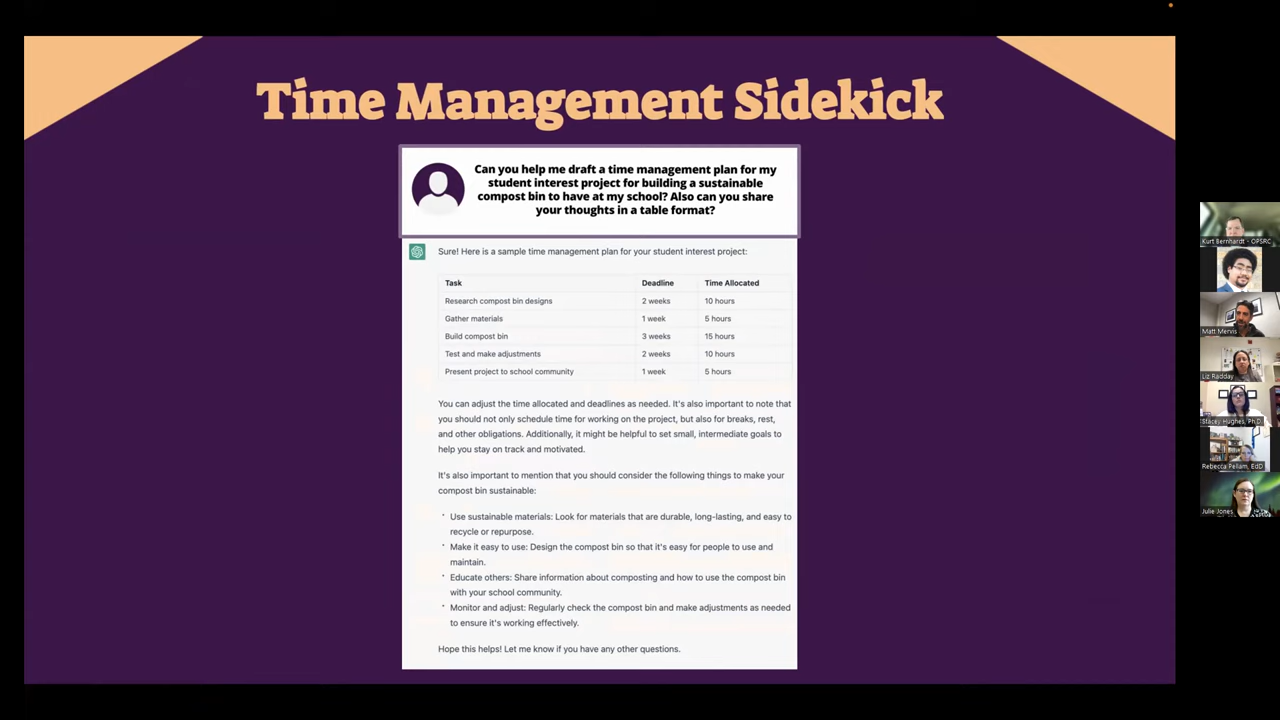 Time Management Sidekick
Can you help me draft a time management plan for my
student interest project for building a sustainable
compost bin to have at my school? Also can you share
your thoughts in a table format?
Sure! Here is a sample time management plan for your student interest project:
Task Deadline Time Allocated
Research compost bin designs 2 weeks 10 hours
Gather materials 1 week 5 hours
Build compost bin 3 weeks 15 hours
Test and make adjustments 2 weeks 10 hours
Present project to school community 1 week 5 hours
You can adjust the time allocated and deadlines as needed. It's also important to note that
you should not only schedule time for working on the project, but also for breaks, rest,
and other obligations. Additionally, it might be helpful to set small, intermediate goals to
help you stay on track and motivated.
It's also important to mention that you should consider the following things to make your
compost bin sustainable:
• Use sustainable materials: Look for materials that are durable, long-lasting, and easy to
recycle or repurpose.
• Make it easy to use: Design the compost bin so that it's easy for people to use and
maintain.
• Educate others: Share information about composting and how to use the compost bin
with your school community.
• Monitor and adjust: Regularly check the compost bin and make adjustments as needed
to ensure it's working effectively.
Hope this helps! Let me know if you have any other questions.
Kurt Bernhardt - OPSRC
Matt Mervis
Liz Radday
Stacey Hughes, Ph.D.
Rebecca Pellam, EdD
Julie Jones